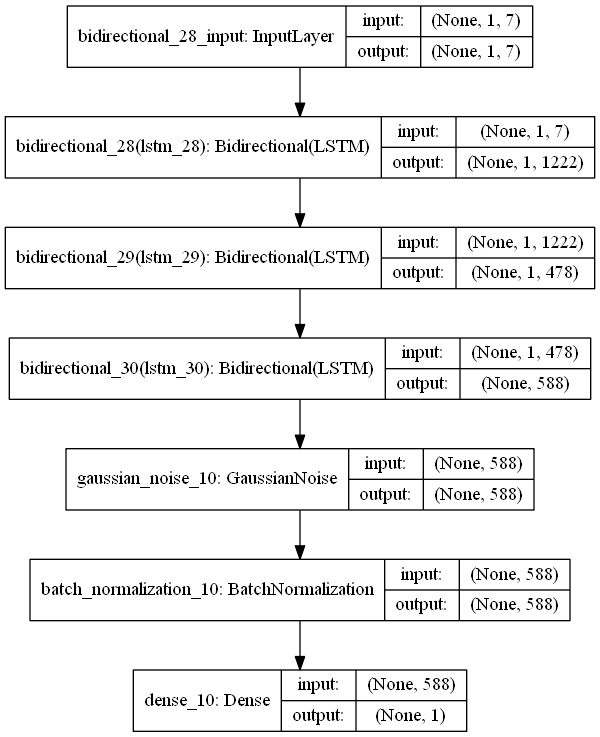 bidirectional_28_input: InputLayer
input: (None, 1, 7)
output: (None, 1, 7)
bidirectional_28(lstm_28): Bidirectional(LSTM)
input: (None, 1, 7)
output: (None, 1, 1222)
bidirectional_29(lstm_29): Bidirectional(LSTM)
input: (None, 1, 1222)
output: (None, 1, 478)
bidirectional_30(lstm_30): Bidirectional(LSTM)
input: (None, 1, 478)
output: (None, 588)
gaussian_noise_10: GaussianNoise
input: (None, 588)
output: (None, 588)
batch_normalization_10: BatchNormalization
input: (None, 588)
output: (None, 588)
dense_10: Dense
input: (None, 588)
output: (None, 1)